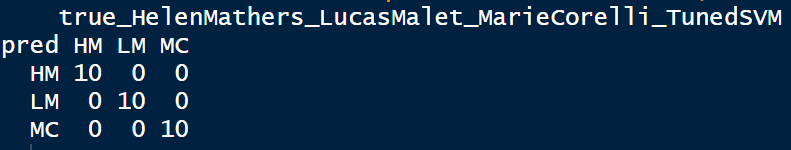 true_HelenMathers_LucasMalet_MarieCorelli_TunedSVM
pred HM LM MC
HM 10 0 0
LM 0 10 0
MC 0 0 10